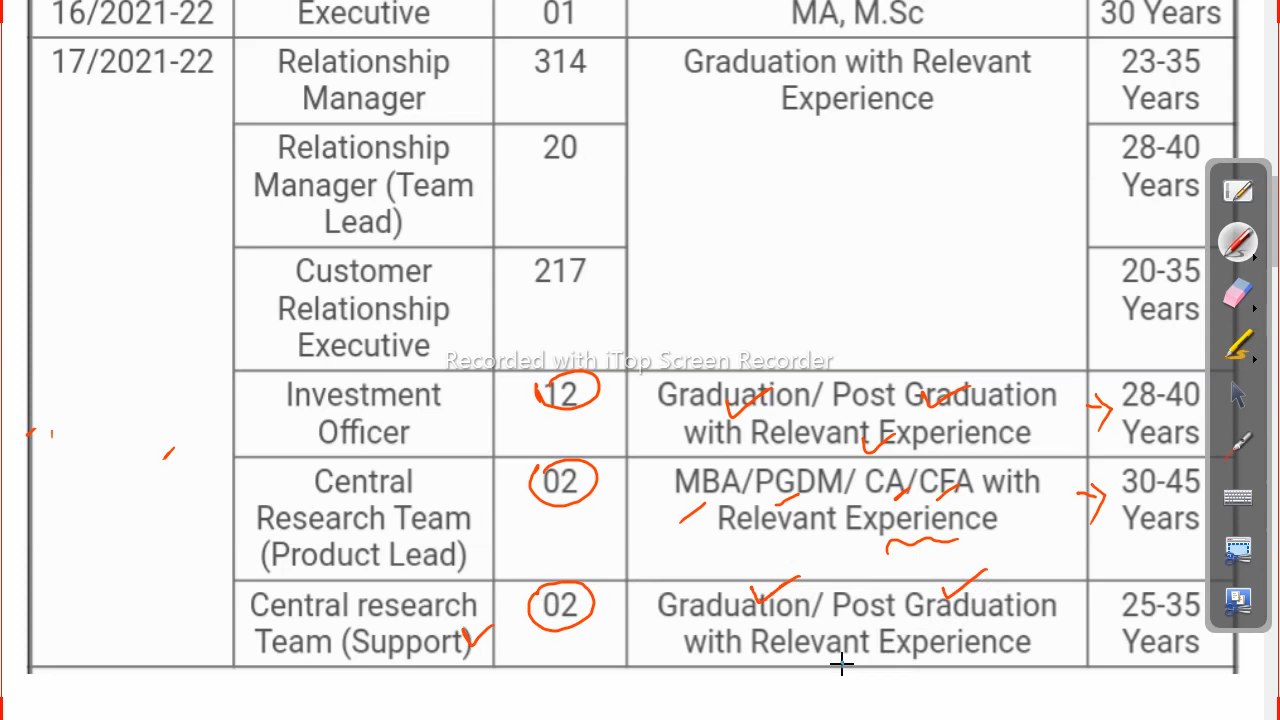 16/2021-22 Executive 01 MA, M.Sc 30 Years
17/2021-22 Relationship 314 Graduation with Relevant 23-35
Manager Experience Years
Relationship 20 28-40
Manager (Team Years
Lead)
Customer 217 20-35
Relationship Years
Executive
Recorded with iTop Screen Recorder
Investment 12 Graduation/ Post Graduation 28-40
Officer with Relevant Experience Years
Central 02 MBA/PGDM/ CA/CFA with 30-45
Research Team Relevant Experience Years
(Product Lead)
Central research 02 Graduation/ Post Graduation 25-35
Team (Support) with Relevant Experience Years